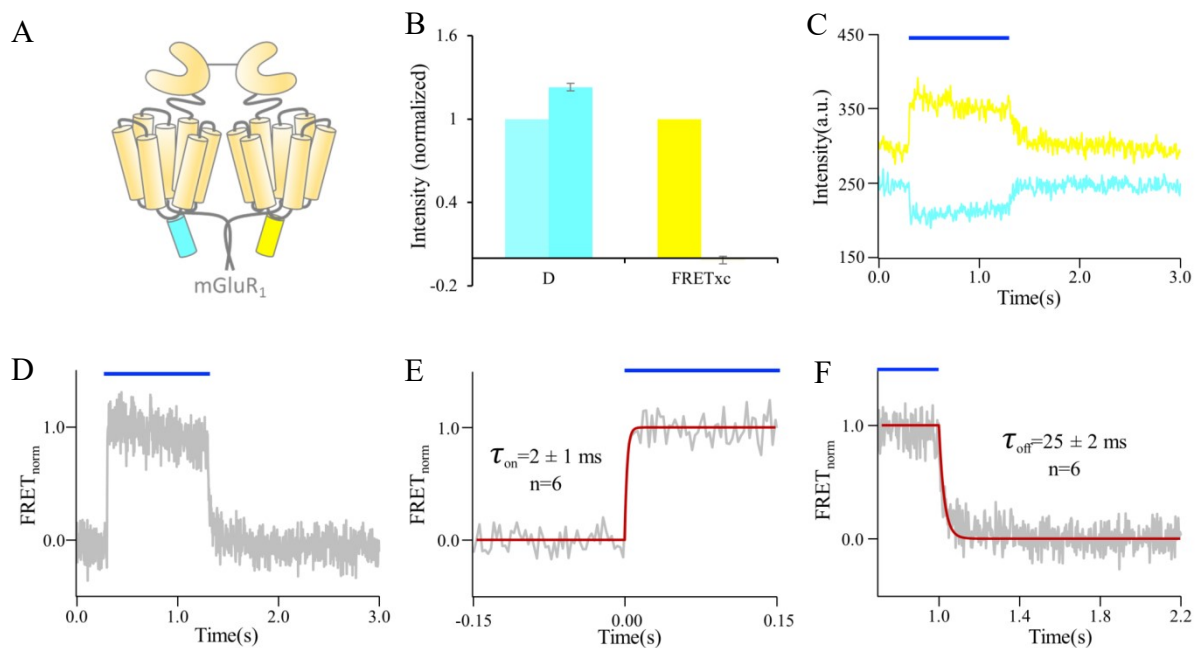 A
mGluR1
B
Intensity (normalized)
1.6
1
0.4
-0.2
D
FRETxc
C
Intensity(a.u.)
450
350
250
150
0.0
1.0
2.0
3.0
Time(s)
D
FRETnorm
1.0
0.0
0.0
1.0
2.0
3.0
Time(s)
E
FRETnorm
1.0
0.0
τon=2 ± 1 ms
n=6
-0.15
0.00
0.15
Time(s)
F
FRETnorm
1.0
0.0
τoff=25 ± 2 ms
n=6
1.0
1.4
1.8
2.2
Time(s)